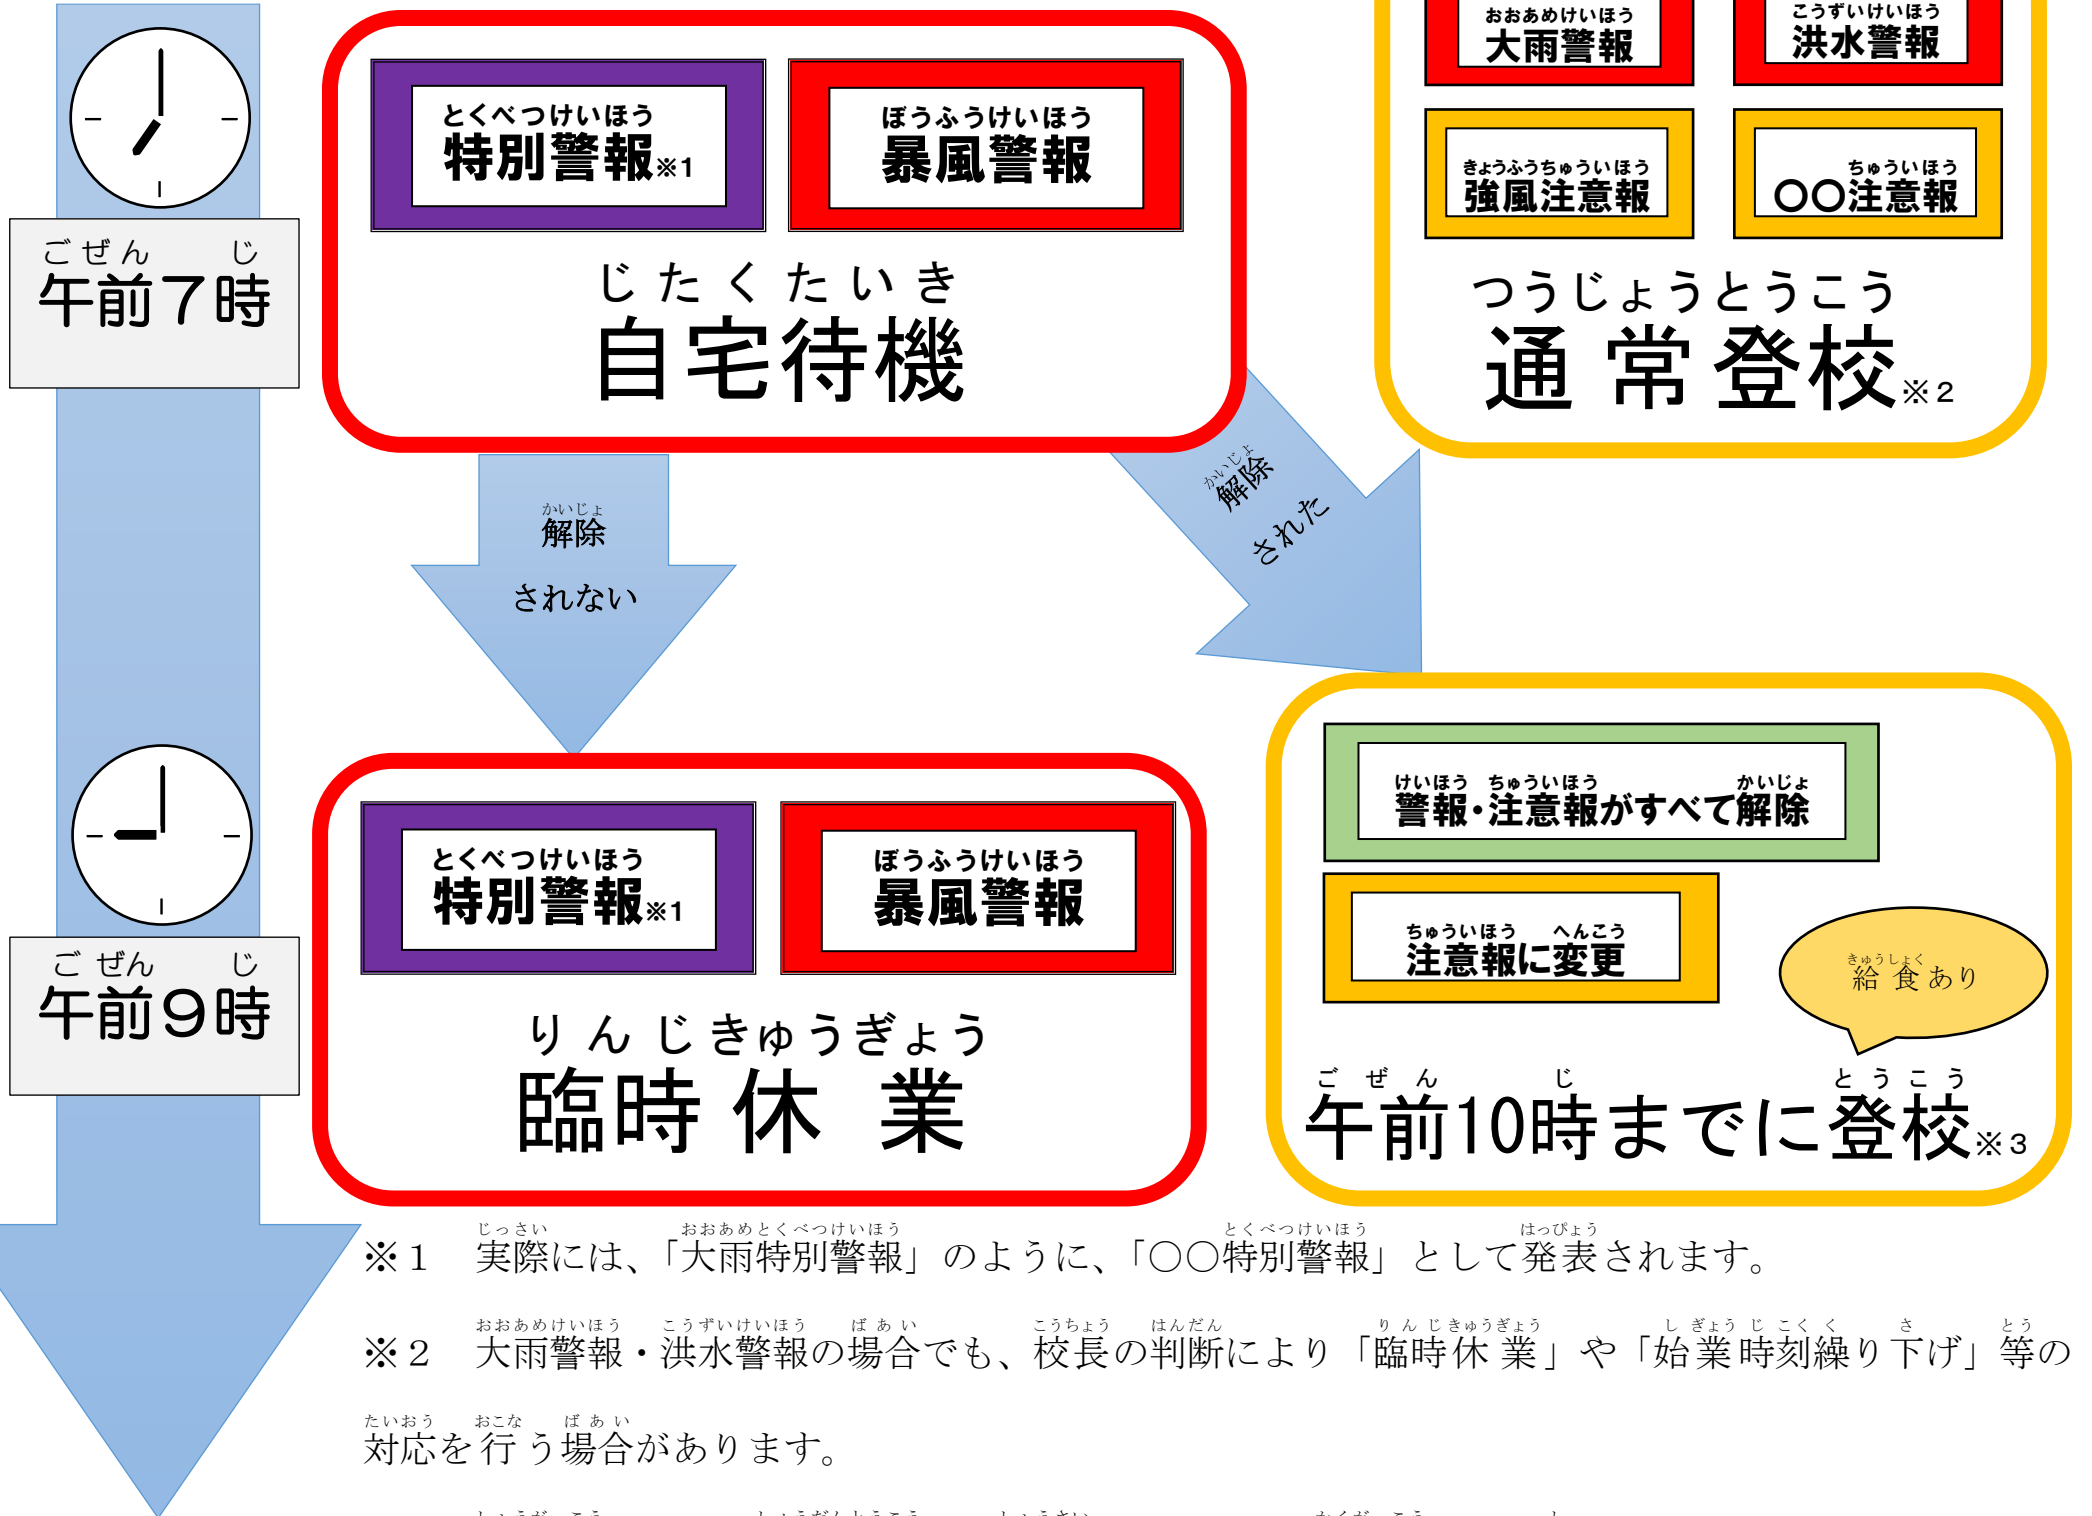 ごぜん じ
午前7時
とくべつけいほう
特別警報※1
ぼうふうけいほう
暴風警報
じたくたいき
自宅待機
おおあめけいほう
大雨警報
こうずいけいほう
洪水警報
きょうふうちゅういほう
強風注意報
ちゅういほう
〇〇注意報
つうじょうとうこう
通常登校※2
かいじょ
解除
されない
かいじょ
解除
された
ごぜん じ
午前9時
とくべつけいほう
特別警報※1
ぼうふうけいほう
暴風警報
りんじきゅうぎょう
臨時休業
けいほう ちゅういほう かいじょ
警報・注意報がすべて解除
ちゅういほう へんこう
注意報に変更
きゅうしょく
給食あり
ごぜん じ とうこう
午前10時までに登校※3
じっさい おおあめとくべつけいほう とくべつけいほう はっぴょう
※1 実際には、「大雨特別警報」のように、「〇〇特別警報」として発表されます。
おおあめけいほう こうずいけいほう ばあい こうちょう はんだん りんじきゅうぎょう しぎょうじこくく さ とう
※2 大雨警報・洪水警報の場合でも、校長の判断により「臨時休業」や「始業時刻繰り下げ」等の
たいおう おこな ばあい
対応を行う場合があります。